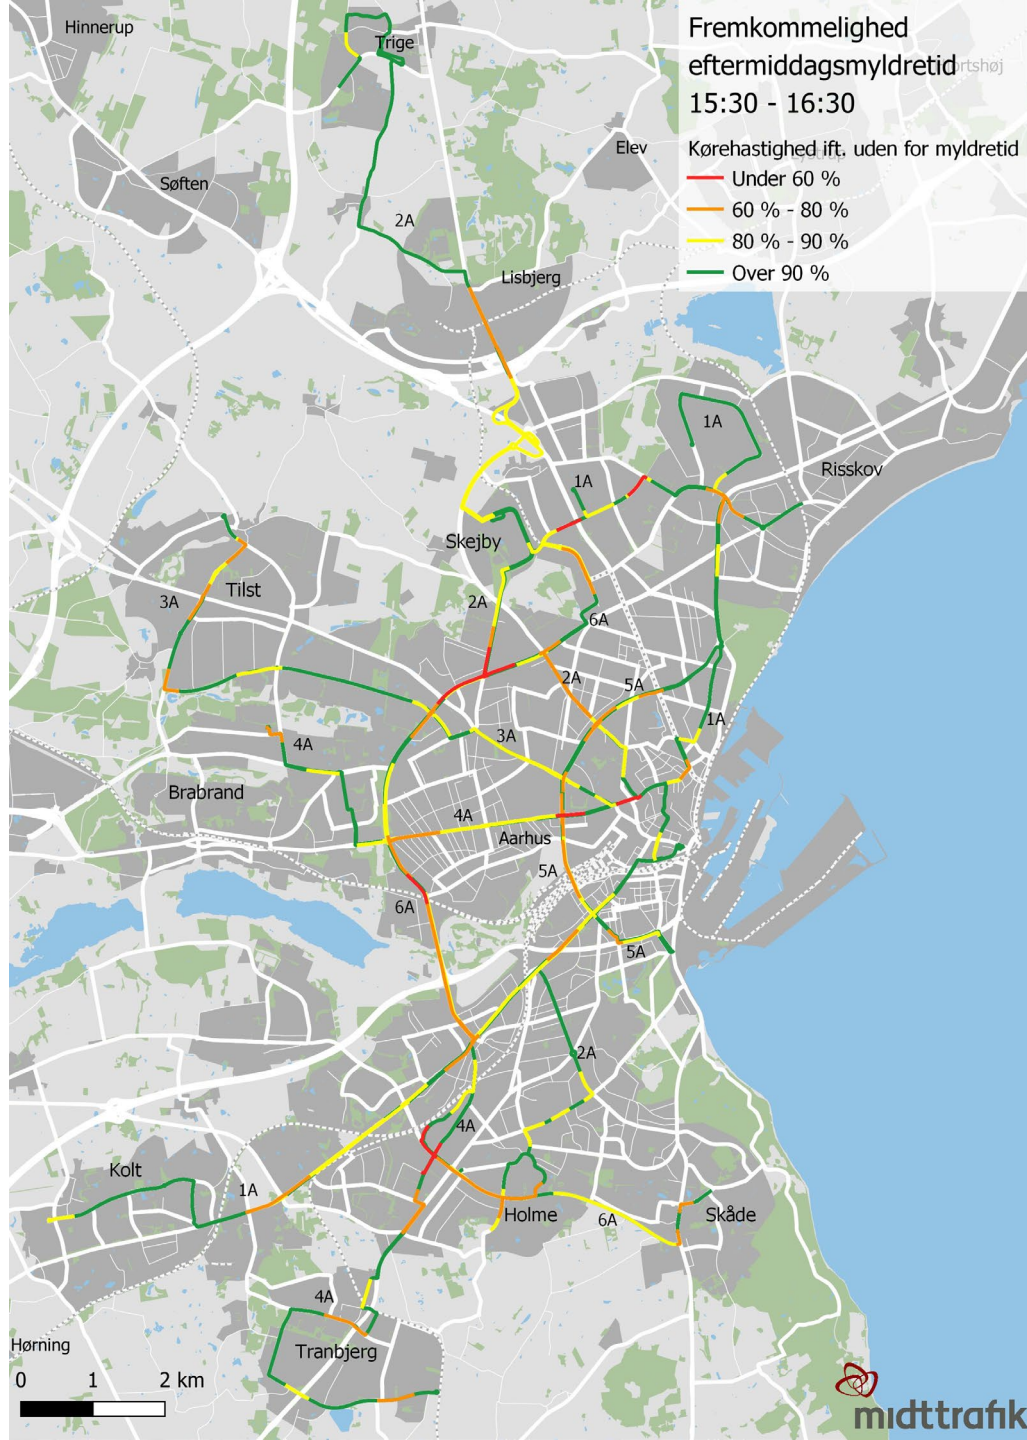 Fremkommelighed
eftermiddagsmyldretid
15:30 - 16:30
Kørehastighed ift. uden for myldretid
Under 60 %
60 % - 80 %
80 % - 90 %
Over 90 %
Hinnerup
Trige
Elev
Søften
2A
Lisbjerg
1A
Risskov
1A
Skejby
Tilst
3A
2A
6A
2A
5A
1A
3A
4A
Brabrand
4A
Aarhus
5A
6A
5A
2A
4A
Kolt
1A
Holme
6A
Skåde
4A
Hørning
Tranbjerg
0 1 2 km
midttrafik